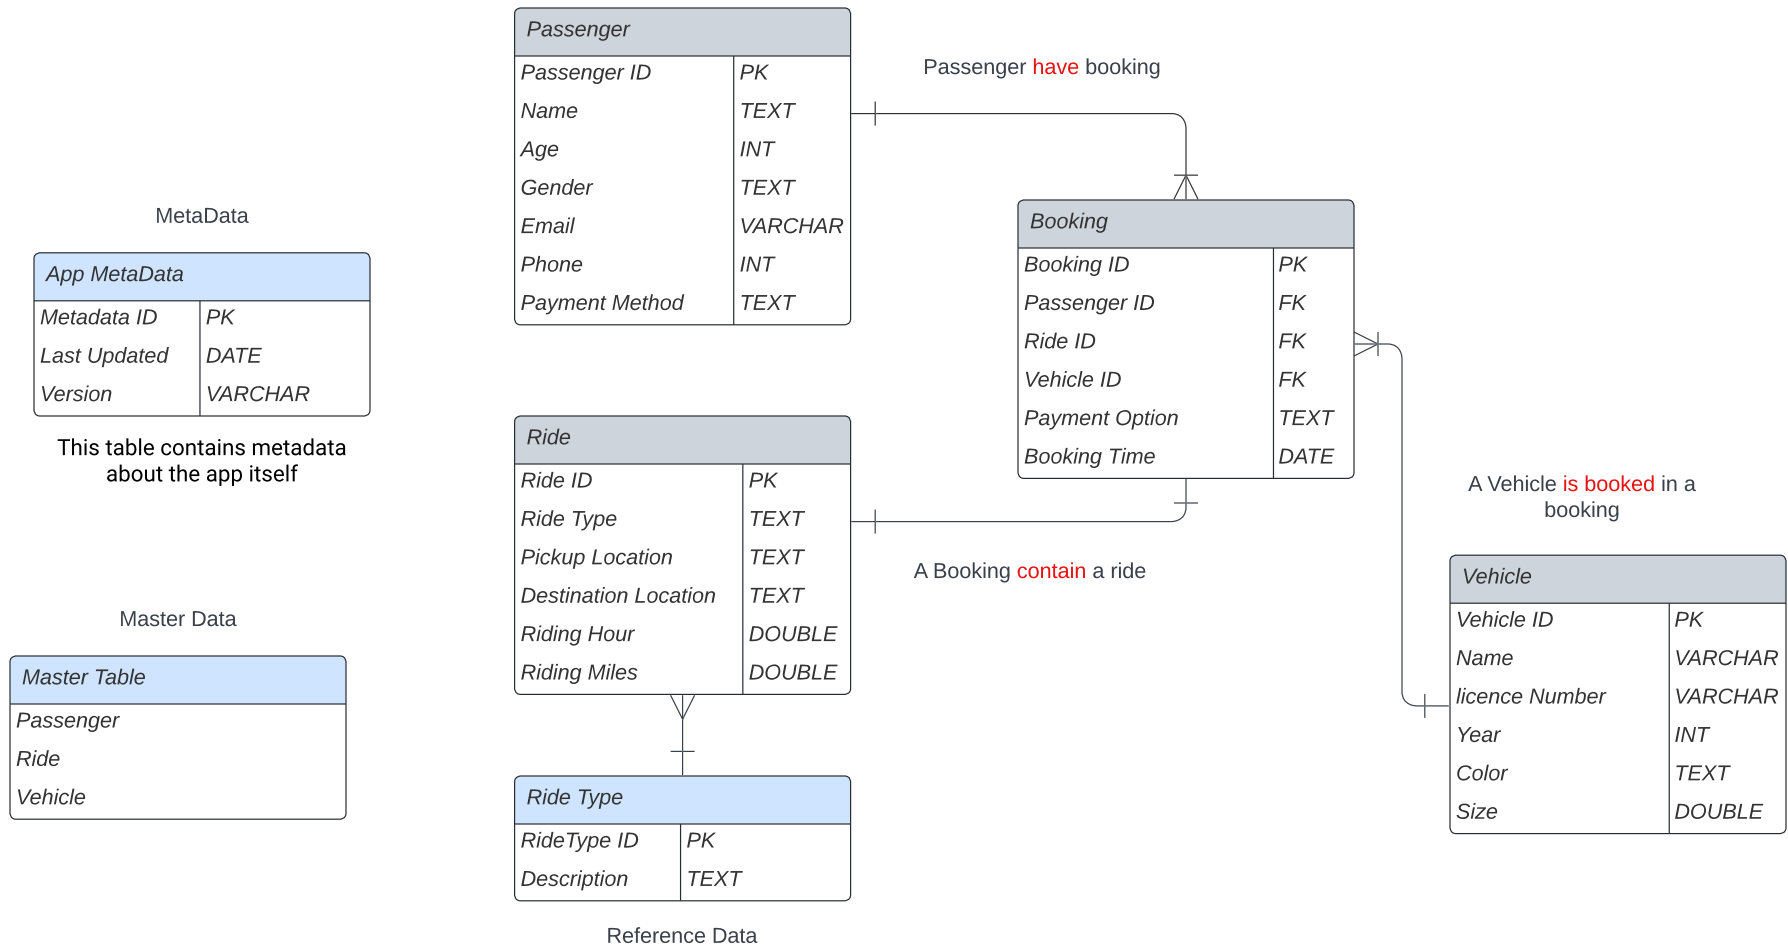 Passenger
Passenger ID PK
Name TEXT
Age INT
Gender TEXT
Email VARCHAR
Phone INT
Payment Method TEXT
Passenger have booking
MetaData
App MetaData
Metadata ID PK
Last Updated DATE
Version VARCHAR
This table contains metadata
about the app itself
Booking
Booking ID PK
Passenger ID FK
Ride ID FK
Vehicle ID FK
Payment Option TEXT
Booking Time DATE
Ride
Ride ID PK
Ride Type TEXT
Pickup Location TEXT
Destination Location TEXT
Riding Hour DOUBLE
Riding Miles DOUBLE
A Booking contain a ride
A Vehicle is booked in a
booking
Vehicle
Vehicle ID PK
Name VARCHAR
licence Number VARCHAR
Year INT
Color TEXT
Size DOUBLE
Master Data
Master Table
Passenger
Ride
Vehicle
Ride Type
RideType ID PK
Description TEXT
Reference Data